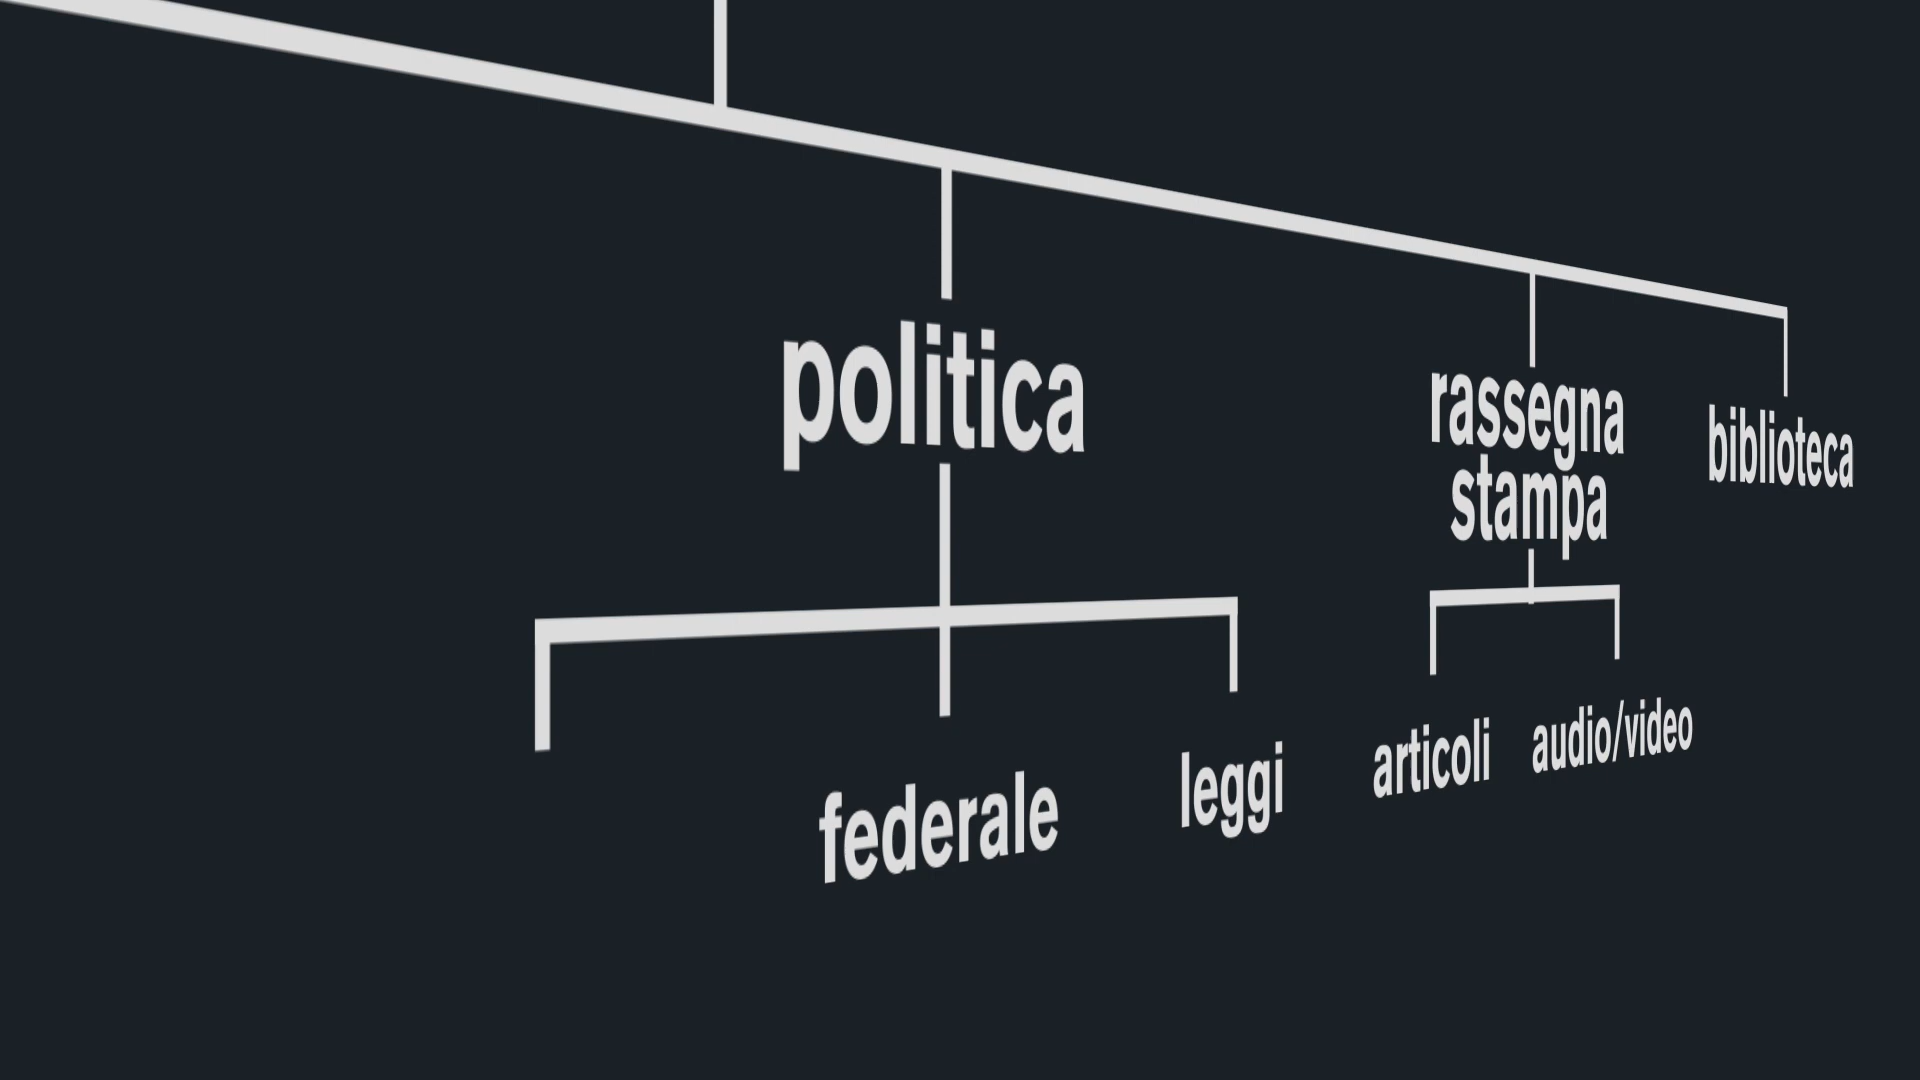 politica
rassegna
stampa
biblioteca
federale
leggi
articoli
audio/video